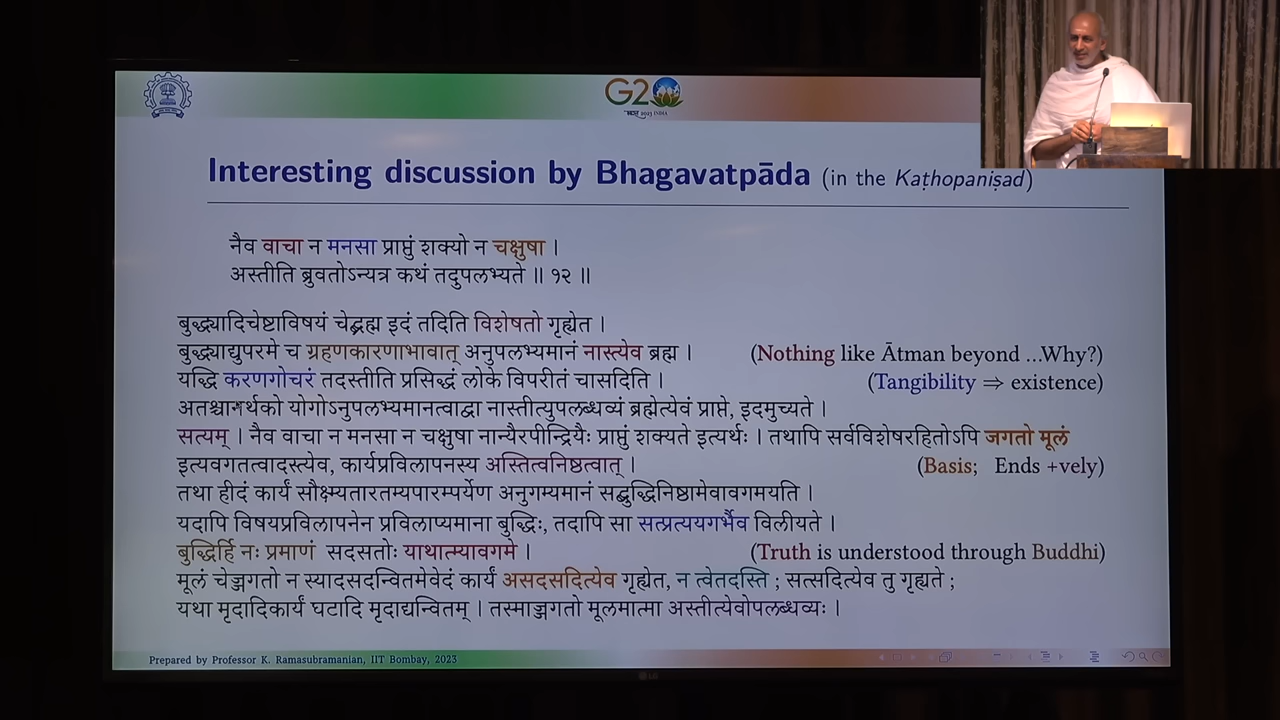 G20
Interesting discussion by Bhagavatpāda (in the Kathopaniṣad)
नैव वाचा न मनसा प्राप्तुं शक्यो न चक्षुषा ।
अस्तीति ब्रुवतोऽन्यत्र कथं तदुपलभ्यते ॥ १२ ॥
बुद्ध्यादिचेष्टाविषयं चेद्ब्रह्म इदं तदिति विशेषतो गृह्येत ।
बुद्ध्याद्युपरमे च ग्रहणकारणाभावात् अनुपलभ्यमानं नास्त्येव ब्रह्म । (Nothing like Ātman beyond ...Why?)
यद्धि करणगोचरं तदस्तीति प्रसिद्धं लोके विपरीतं चासदिति । (Tangibility ⇒ existence)
अतश्चानर्थको योगोऽनुपलभ्यमानत्वाद्वा नास्तीत्युपलब्धव्यं ब्रह्मेत्येवं प्राप्ते, इदमुच्यते ।
सत्यम् । नैव वाचा न मनसा न चक्षुषा नान्यैरपीन्द्रियैः प्राप्तुं शक्यते इत्यर्थः । तथापि सर्वविशेषरहितोऽपि जगतो मूलं
इत्यवगतत्वादस्त्येव, कार्यप्रविलापनस्य अस्तित्वनिष्ठत्वात् । (Basis; Ends +vely)
तथा हीदं कार्यं सौक्ष्म्यतारतम्यपारम्पर्येण अनुगम्यमानं सद्बुद्धिनिष्ठामेवावगमयति ।
यदापि विषयप्रविलापनेन प्रविलाप्यमाना बुद्धिः, तदापि सा सत्प्रत्ययगर्भैव विलीयते ।
बुद्धिर्हि नः प्रमाणं सदसतोः याथात्म्यावगमे । (Truth is understood through Buddhi)
मूलं चेज्जगतो न स्यादसदन्वितमेवेदं कार्यं असदसदित्येव गृह्येत, न त्वेतदस्ति ; सत्सदित्येव तु गृह्यते ;
यथा मृदादिकार्यं घटादि मृदाद्यन्वितम् । तस्माज्जगतो मूलमात्मा अस्तीत्येवोपलब्धव्यः ।
Prepared by Professor K. Ramasubramanian, IIT Bombay, 2023
LG